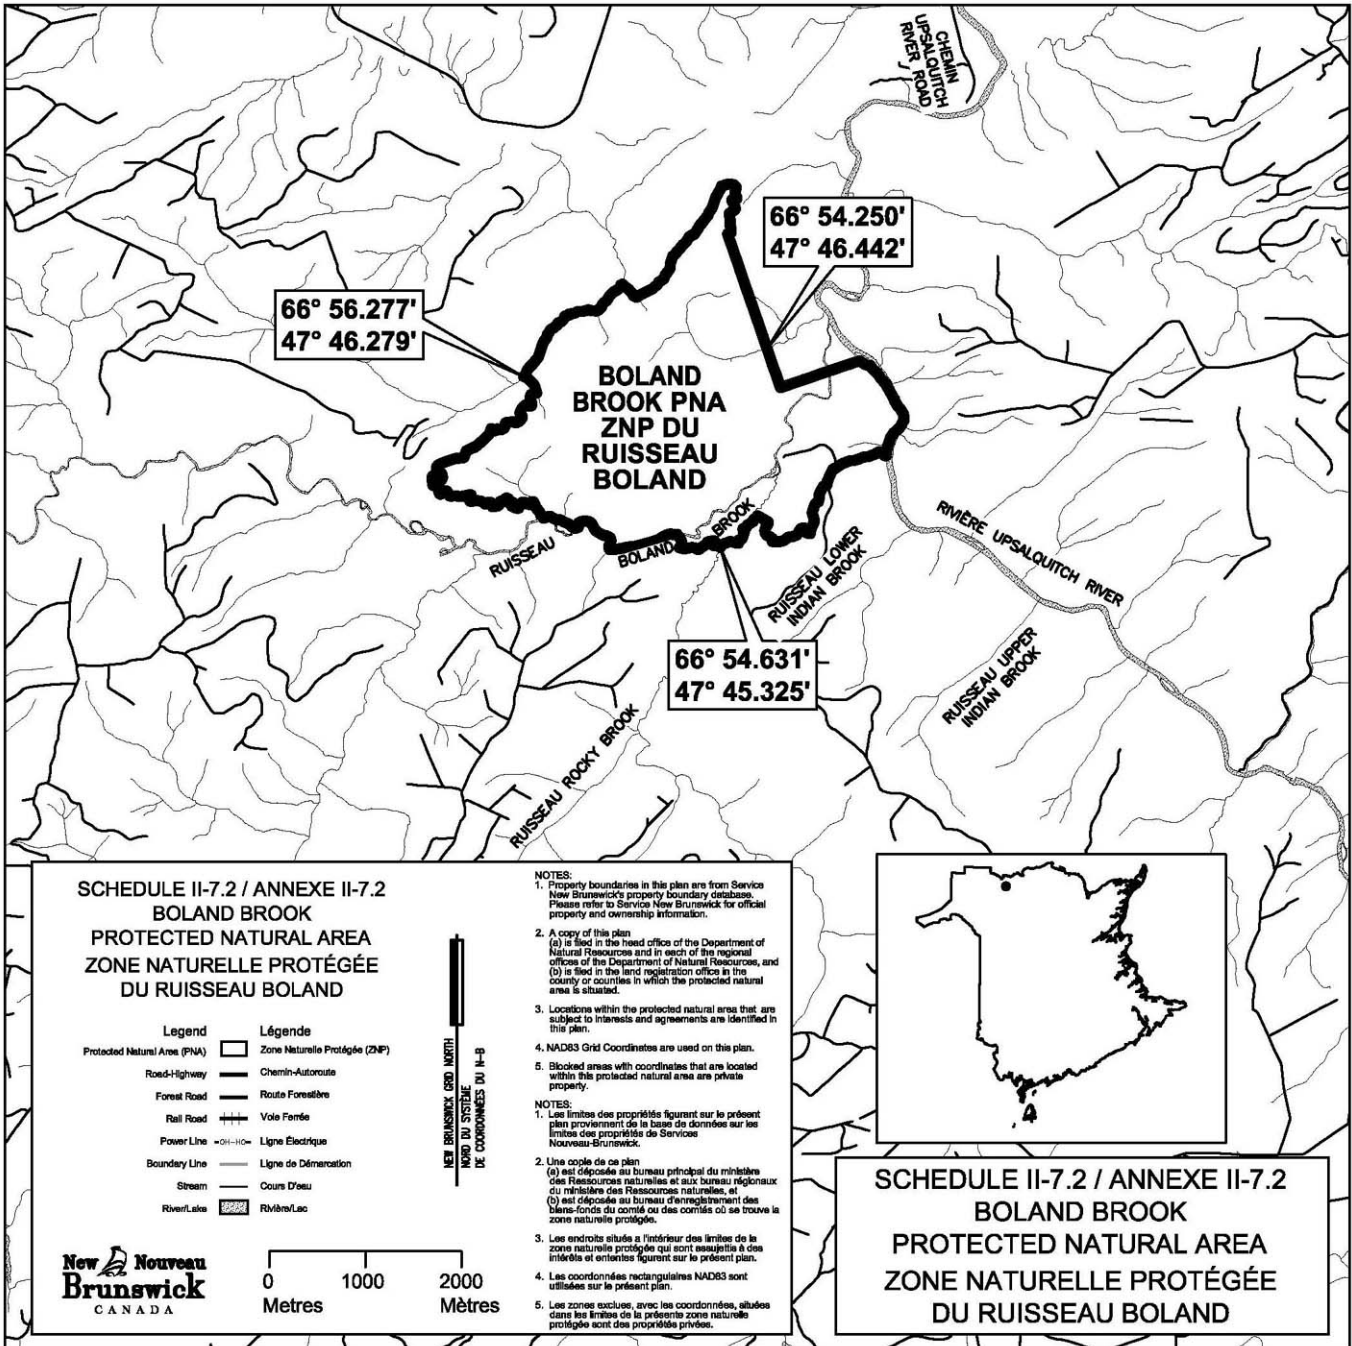 CHEMIN
UPSALQUITCH
RIVER ROAD
66° 54.250'
47° 46.442'
66° 56.277'
47° 46.279'
BOLAND
BROOK PNA
ZNP DU
RUISSEAU
BOLAND
RUISSEAU
BOLAND
BROOK
RUISSEAU LOWER
INDIAN BROOK
RIVIÈRE UPSALQUITCH RIVER
66° 54.631'
47° 45.325'
RUISSEAU UPPER
INDIAN BROOK
RUISSEAU ROCKY BROOK
SCHEDULE II-7.2 / ANNEXE II-7.2
BOLAND BROOK
PROTECTED NATURAL AREA
ZONE NATURELLE PROTÉGÉE
DU RUISSEAU BOLAND
Legend Légende
Protected Natural Area (PNA) Zone Naturelle Protégée (ZNP)
Road-Highway Chemin-Autoroute
Forest Road Route Forestière
Rail Road Voie Ferrée
Power Line OH-HO Ligne Électrique
Boundary Line Ligne de Démarcation
Stream Cours D'eau
River/Lake Rivière/Lac
NEW BRUNSWICK GRID NORTH
NORD DU SYSTÈME
DE COORDONNÉES DU N-B
New Nouveau
Brunswick
CANADA
0 1000 2000
Metres Mètres
NOTES:
1. Property boundaries in this plan are from Service
New Brunswick's property boundary database.
Please refer to Service New Brunswick for official
property and ownership information.
2. A copy of this plan
(a) is filed in the head office of the Department of
Natural Resources and in each of the regional
offices of the Department of Natural Resources, and
(b) is filed in the land registration office in the
county or counties in which the protected natural
area is situated.
3. Locations within the protected natural area that are
subject to interests and agreements are identified in
this plan.
4. NAD83 Grid Coordinates are used on this plan.
5. Blocked areas with coordinates that are located
within this protected natural area are private
property.
NOTES:
1. Les limites des propriétés figurant sur le présent
plan proviennent de la base de données sur les
limites des propriétés de Services
Nouveau-Brunswick.
2. Une copie de ce plan
(a) est déposée au bureau principal du ministère
des Ressources naturelles et aux bureau régionaux
du ministère des Ressources naturelles, et
(b) est déposée au bureau d'enregistrement des
biens-fonds du comté ou des comtés où se trouve la
zone naturelle protégée.
3. Les endroits situés a l'intérieur des limites de la
zone naturelle protégée qui sont assujettis à des
intérêts et ententes figurent sur le présent plan.
4. Les coordonnées rectangulaires NAD83 sont
utilisées sur le présent plan.
5. Les zones exclues, avec les coordonnées, situées
dans les limites de la présente zone naturelle
protégée sont des propriétés privées.
SCHEDULE II-7.2 / ANNEXE II-7.2
BOLAND BROOK
PROTECTED NATURAL AREA
ZONE NATURELLE PROTÉGÉE
DU RUISSEAU BOLAND